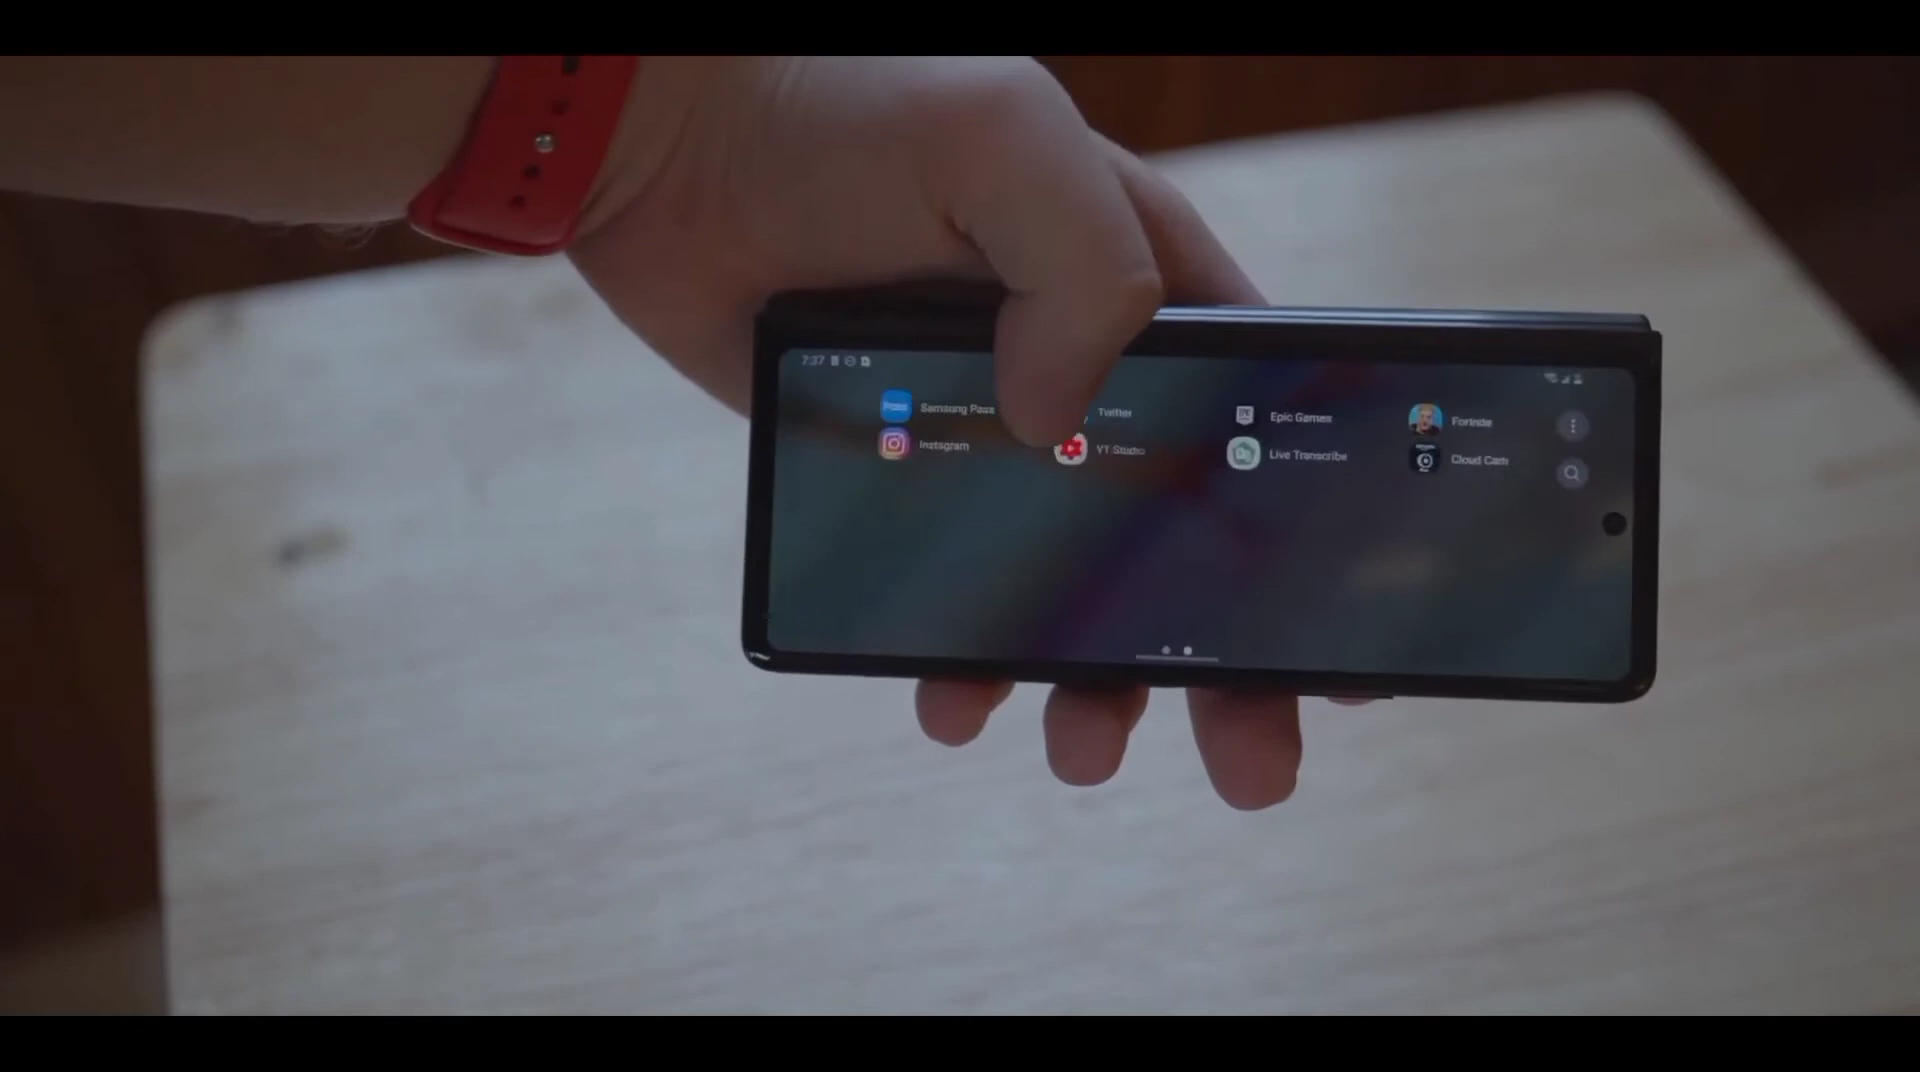 7:37
Samsung Pass Twitter Epic Games Fortnite
Instagram YT Studio Live Transcribe Cloud Cam